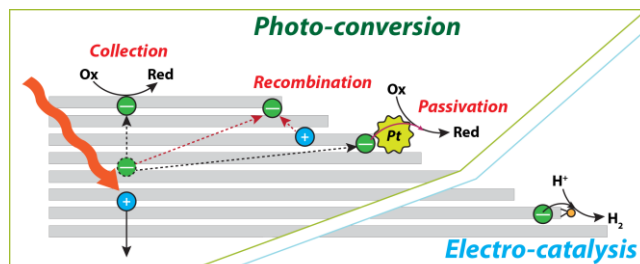 Photo-conversion
Collection
Ox Red
Recombination
Ox
Passivation
Pt
Red
H⁺
H₂
Electro-catalysis